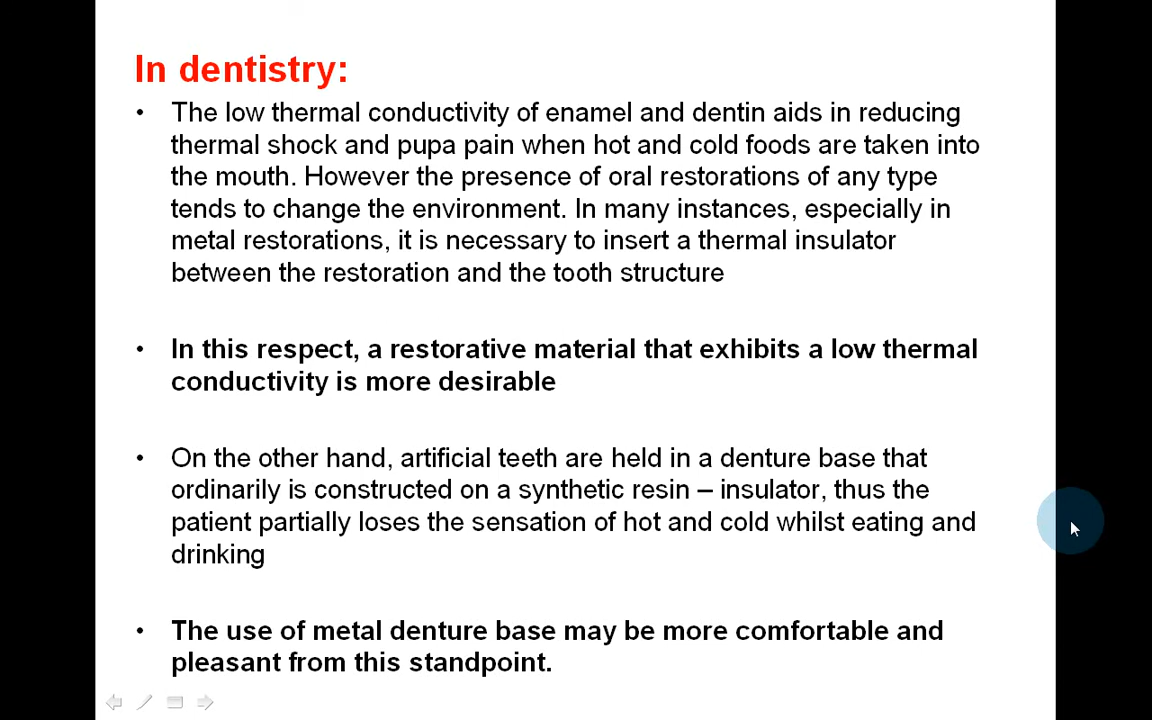 In dentistry:
• The low thermal conductivity of enamel and dentin aids in reducing
thermal shock and pupa pain when hot and cold foods are taken into
the mouth. However the presence of oral restorations of any type
tends to change the environment. In many instances, especially in
metal restorations, it is necessary to insert a thermal insulator
between the restoration and the tooth structure
• In this respect, a restorative material that exhibits a low thermal
conductivity is more desirable
• On the other hand, artificial teeth are held in a denture base that
ordinarily is constructed on a synthetic resin – insulator, thus the
patient partially loses the sensation of hot and cold whilst eating and
drinking
• The use of metal denture base may be more comfortable and
pleasant from this standpoint.